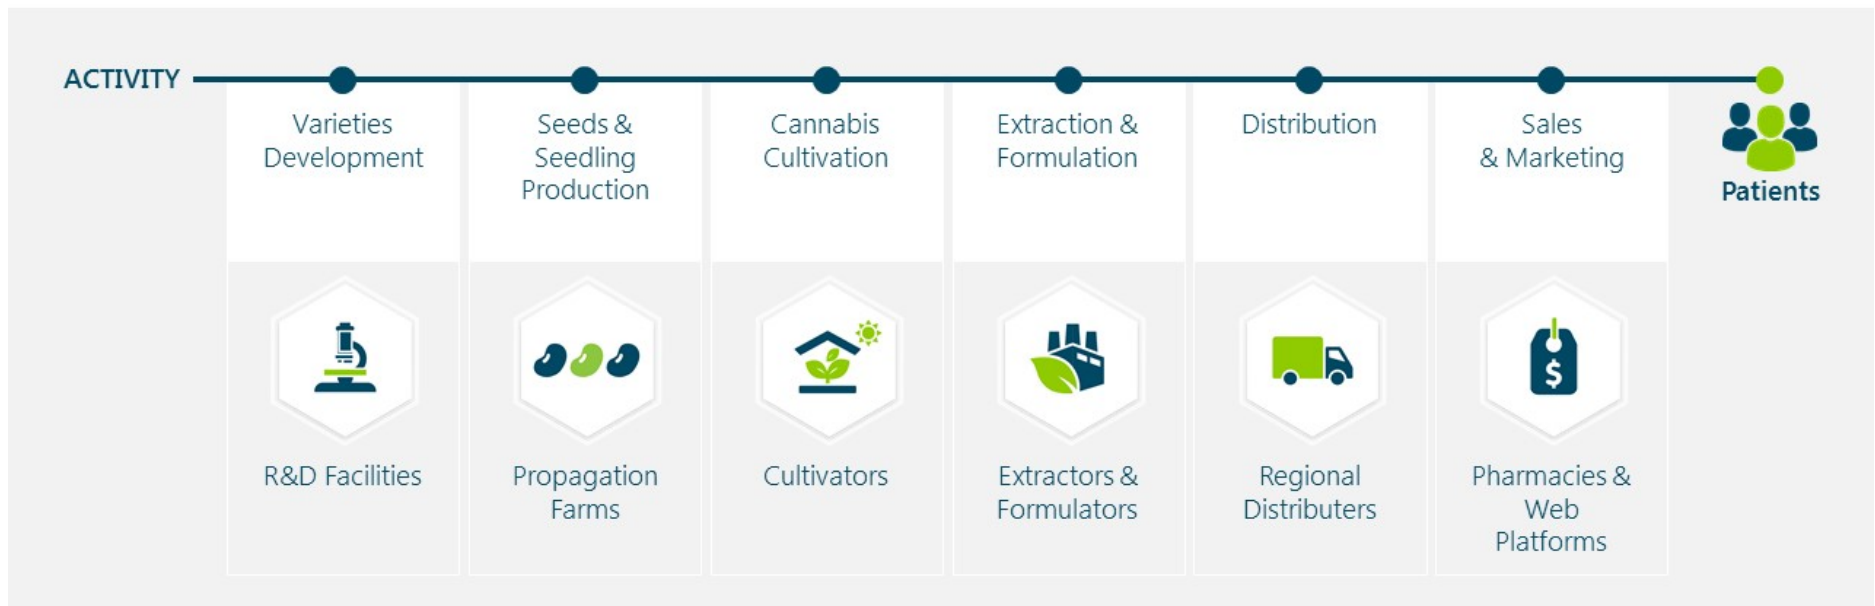 ACTIVITY
Varieties
Development
Seeds &
Seedling
Production
Cannabis
Cultivation
Extraction &
Formulation
Distribution
Sales
& Marketing
Patients
R&D Facilities
Propagation
Farms
Cultivators
Extractors &
Formulators
Regional
Distributers
$
Pharmacies &
Web
Platforms